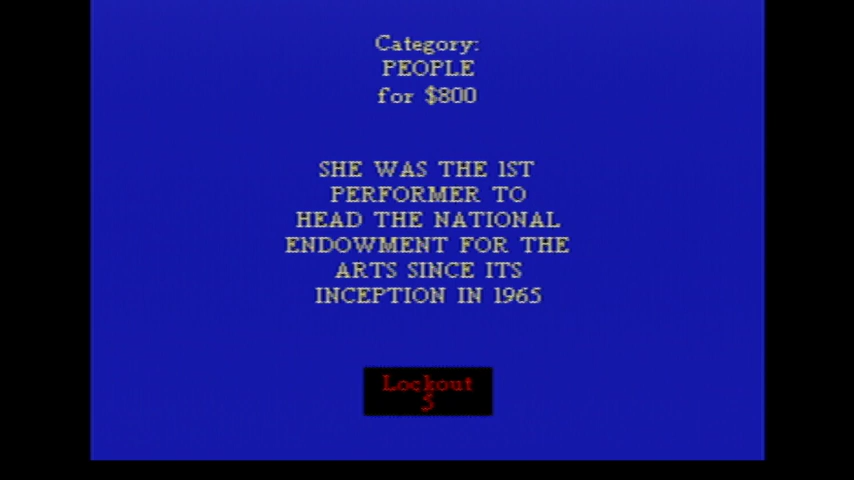 Category:
PEOPLE
for $800
SHE WAS THE 1ST
PERFORMER TO
HEAD THE NATIONAL
ENDOWMENT FOR THE
ARTS SINCE ITS
INCEPTION IN 1965
Lockout
5